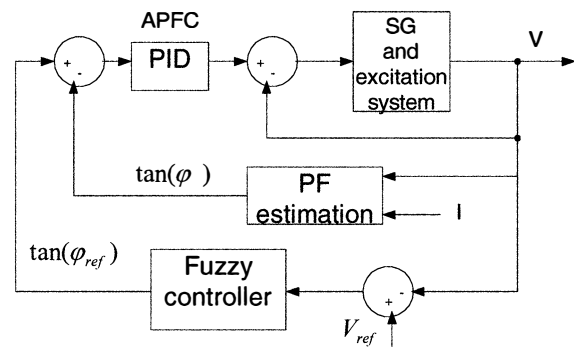 APFC
PID
SG
and
excitation
system
V
+
-
+
-
tan(φ )
PF
estimation
I
tan(φref)
Fuzzy
controller
-
+
Vref